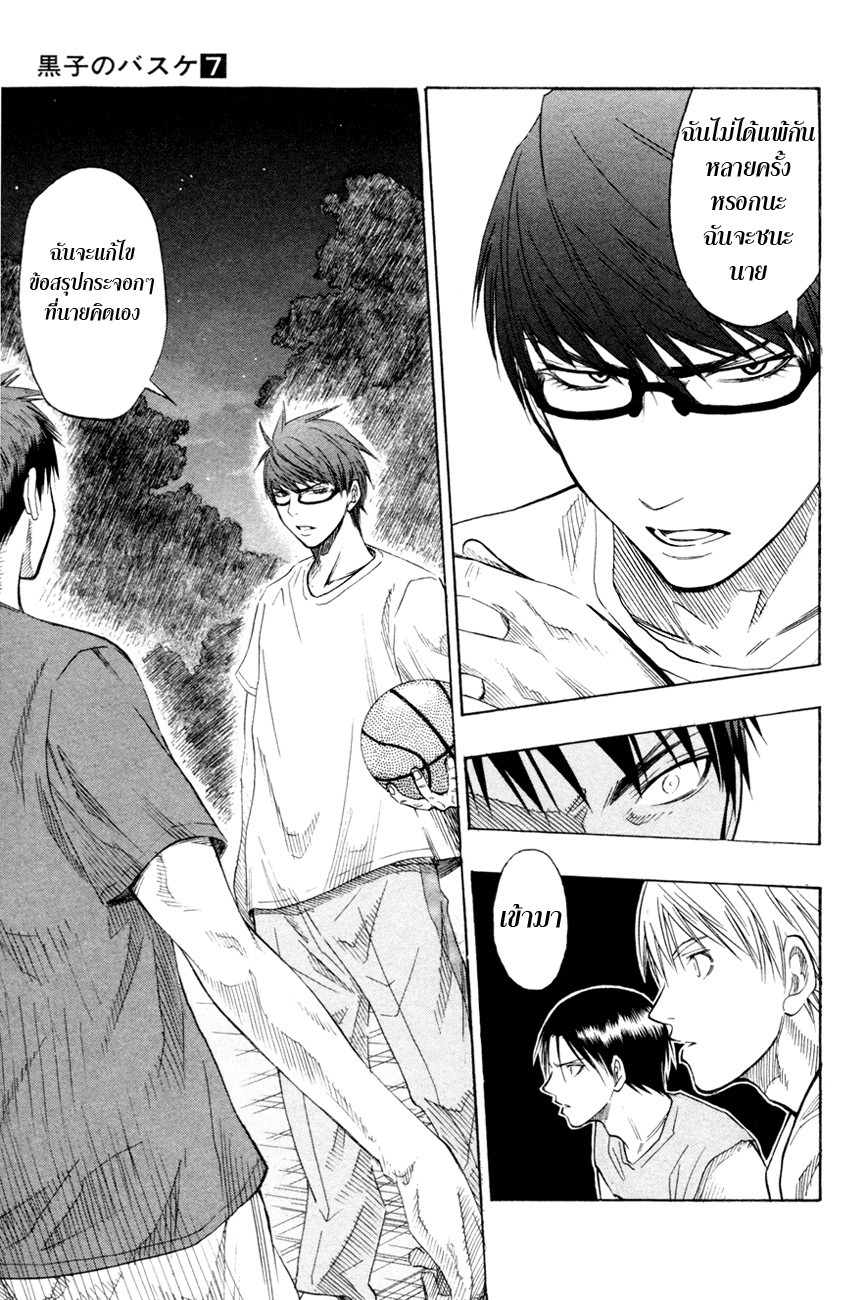 黒子のバスケ7
ฉันไม่ได้แพ้กัน
หลายครั้ง
หรอกนะ
ฉันจะชนะ
นาย
เข้ามา
ฉันจะแก้ไข
ข้อสรุปกระจอกๆ
ที่นายคิดเอง